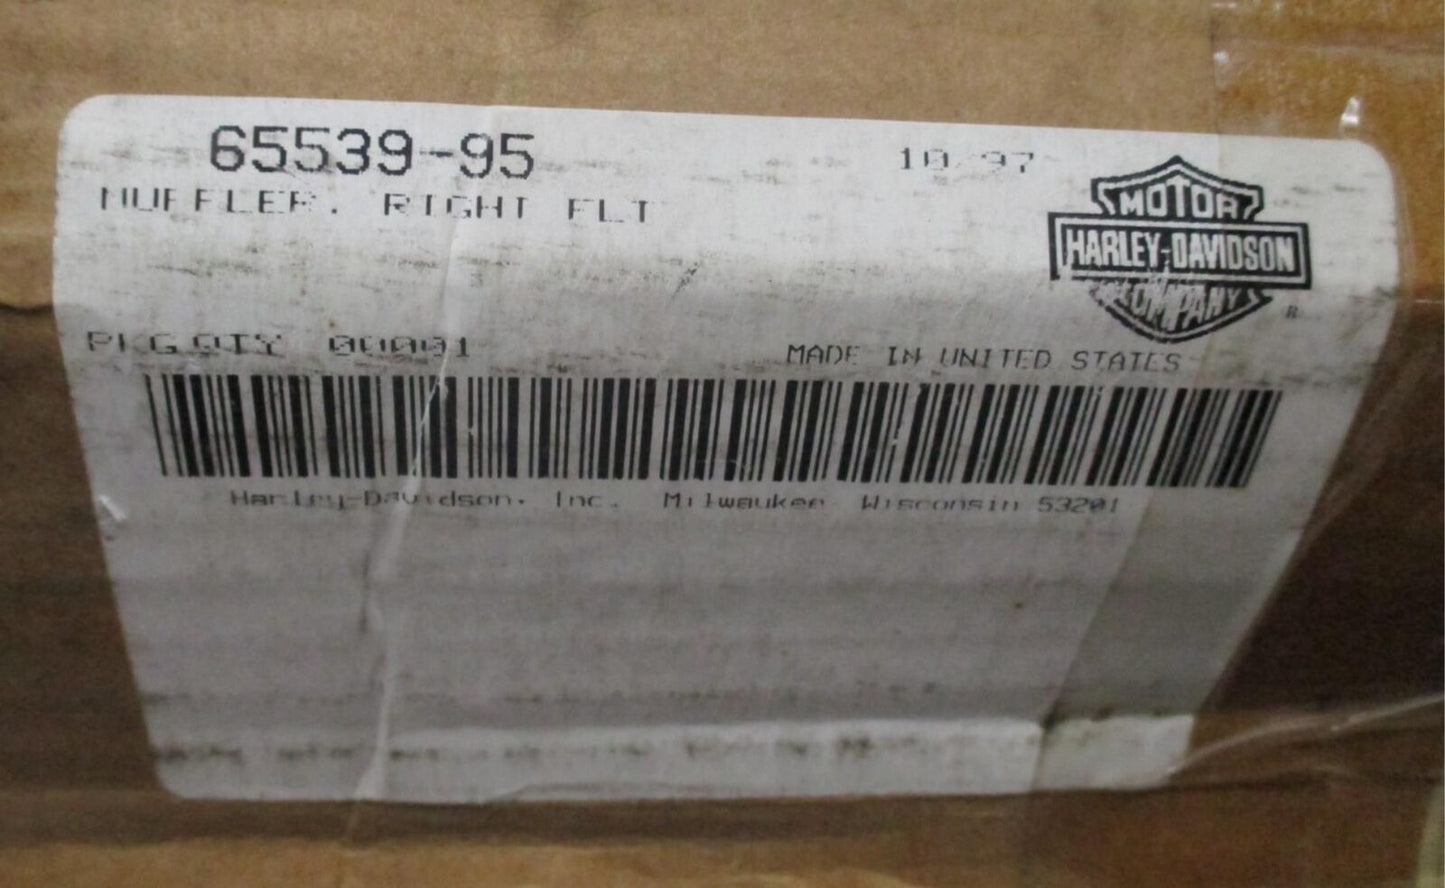 65539-95
10/97
MUFFLER, RIGHT FLT
MOTOR
HARLEY-DAVIDSON
COMPANY
®
PKG QTY 00001
MADE IN UNITED STATES
Harley-Davidson, Inc. Milwaukee Wisconsin 53201